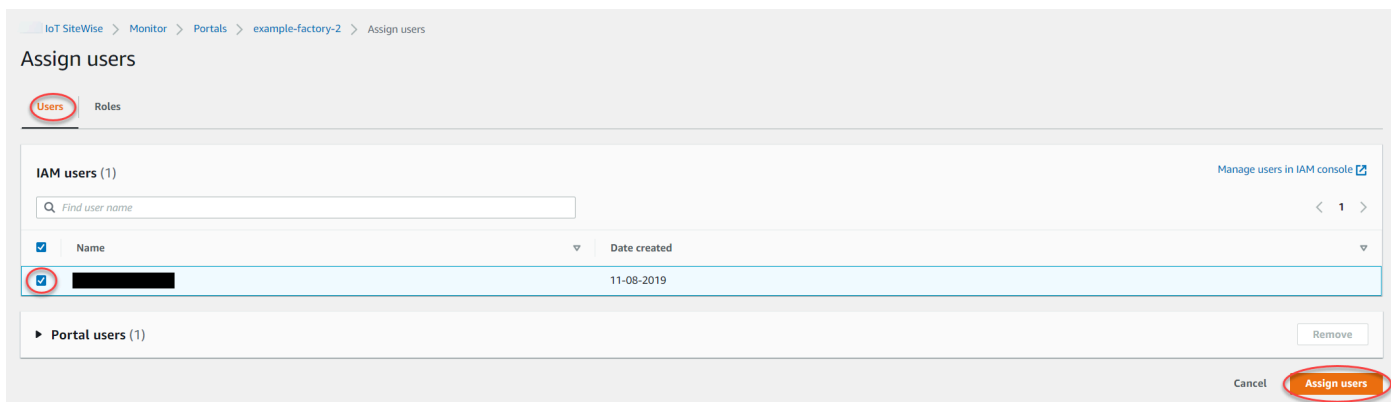 IoT SiteWise > Monitor > Portals > example-factory-2 > Assign users
Assign users
Users Roles
IAM users (1) Manage users in IAM console
Find user name < 1 >
Name Date created
11-08-2019
Portal users (1) Remove
Cancel Assign users